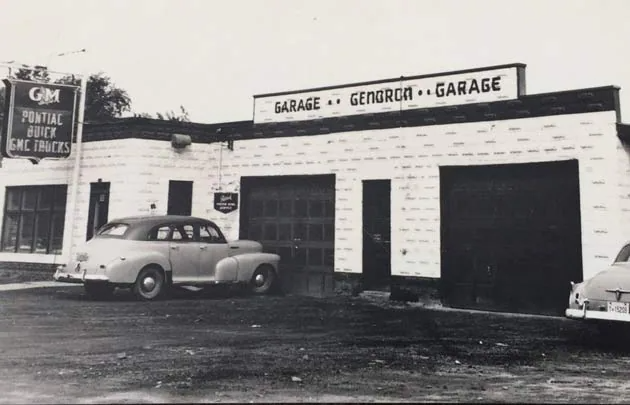 GM
PONTIAC
BUICK
GMC TRUCKS
GARAGE •• GENDRON •• GARAGE